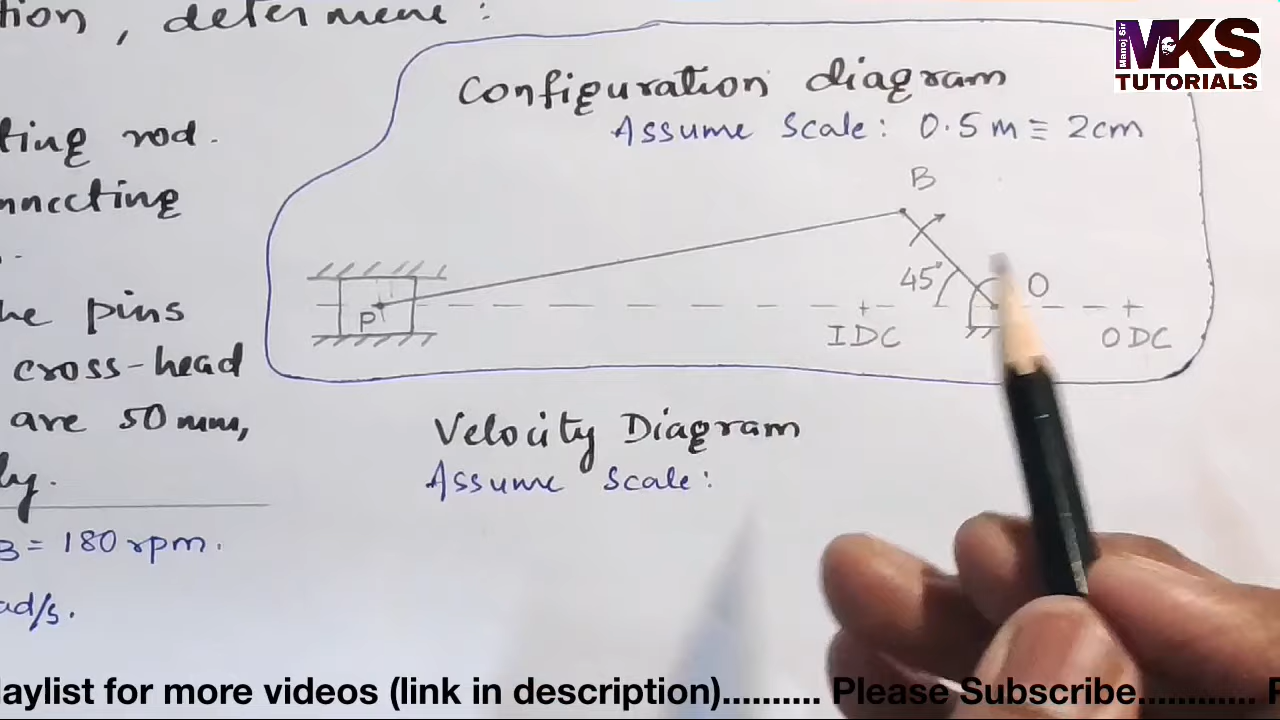 tion, determene:
ting rod.
nnecting
he pins
cross-head
are 50 mm,
ly.
B = 180 rpm.
ad/s.
Configuration diagram
Assume Scale: 0.5 m ≡ 2cm
B
45°
O
P
IDC
ODC
Velocity Diagram
Assume Scale:
Manoj Sir
MKS
TUTORIALS
laylist for more videos (link in description).......... Please Subscribe............